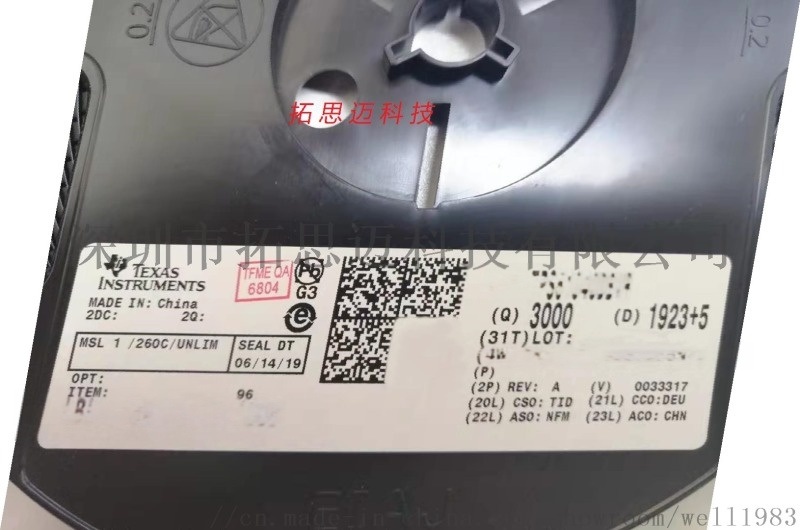 0.2
0.2
拓思迈科技
深圳市拓思迈科技有限公司
TEXAS
INSTRUMENTS
TFME QA
6804
Pb
G3
e
MADE IN: China
2DC: 2Q:
MSL 1 /260C/UNLIM
SEAL DT
06/14/19
OPT:
ITEM: 96
(Q) 3000 (D) 1923+5
(31T)LOT:
(P)
(2P) REV: A (V) 0033317
(20L) CSO: TID (21L) CCO:DEU
(22L) ASO: NFM (23L) ACO: CHN